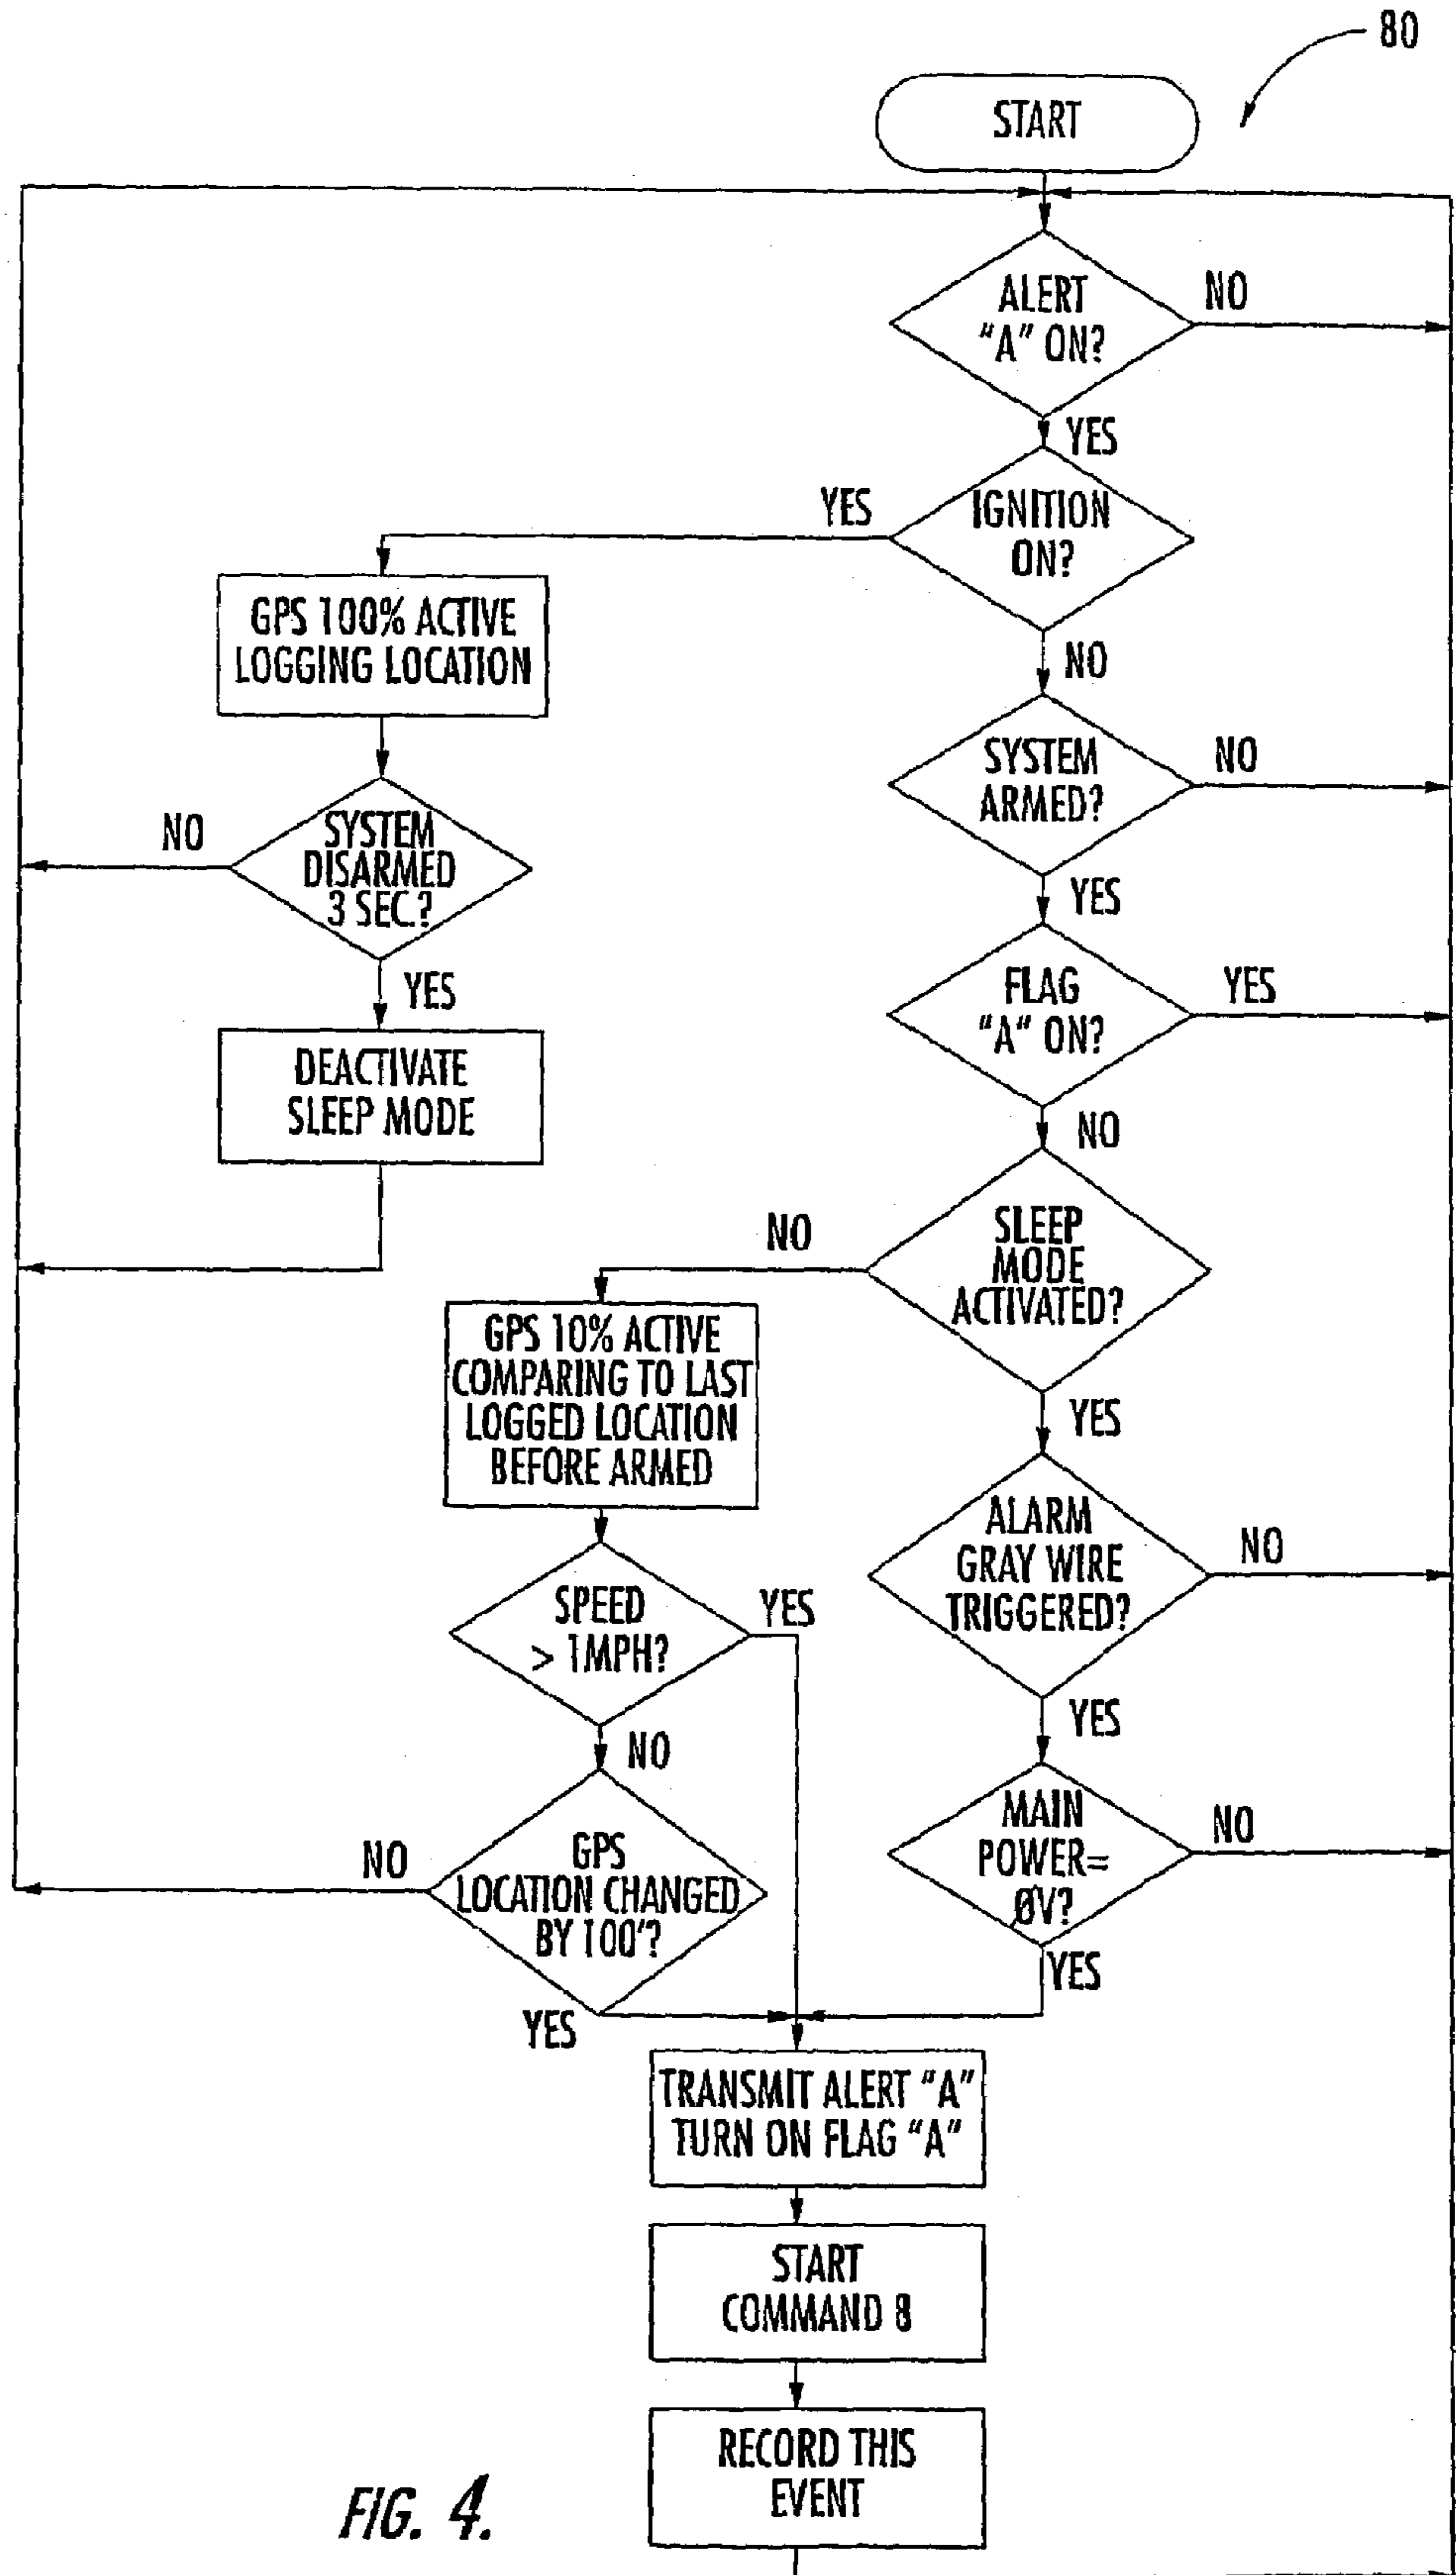 80
START
ALERT
"A" ON?
NO
YES
IGNITION
ON?
YES
NO
GPS 100% ACTIVE
LOGGING LOCATION
SYSTEM
DISARMED
3 SEC.?
NO
YES
DEACTIVATE
SLEEP MODE
SYSTEM
ARMED?
NO
YES
FLAG
"A" ON?
YES
NO
SLEEP
MODE
ACTIVATED?
NO
YES
GPS 10% ACTIVE
COMPARING TO LAST
LOGGED LOCATION
BEFORE ARMED
SPEED
> 1MPH?
YES
NO
GPS
LOCATION CHANGED
BY 100'?
NO
YES
ALARM
GRAY WIRE
TRIGGERED?
NO
YES
MAIN
POWER=
0V?
NO
YES
TRANSMIT ALERT "A"
TURN ON FLAG "A"
START
COMMAND 8
RECORD THIS
EVENT
FIG. 4.